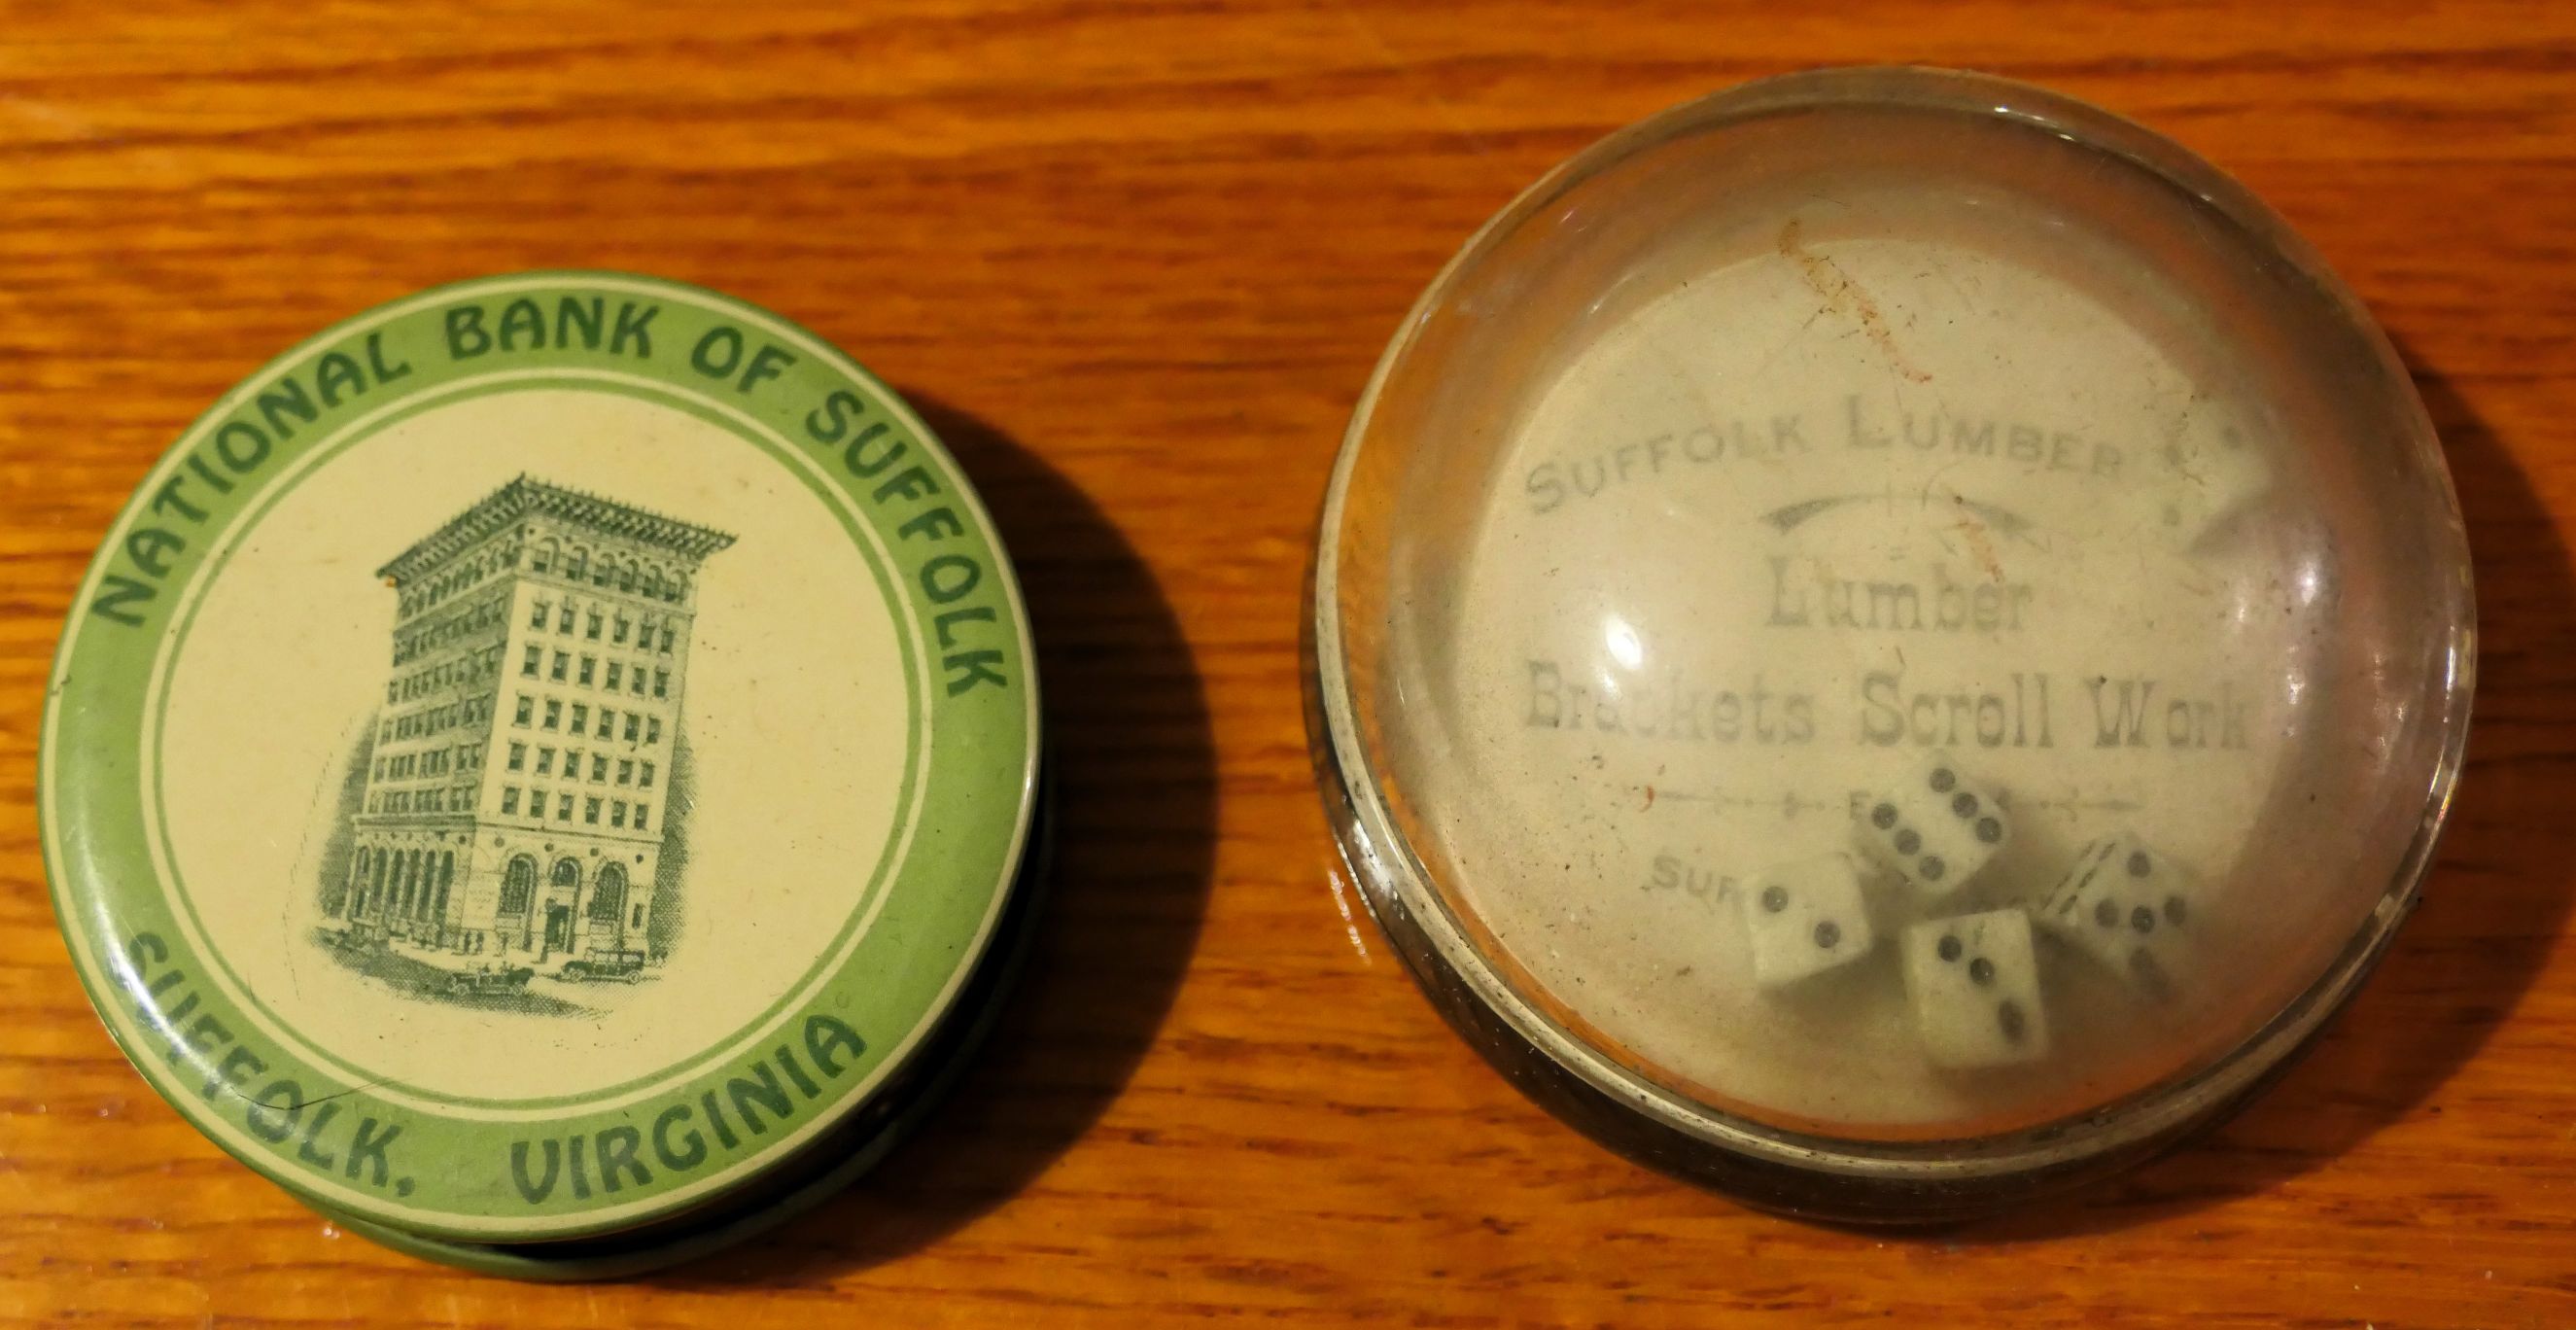 NATIONAL BANK OF SUFFOLK
SUFFOLK, VIRGINIA
SUFFOLK LUMBER
Lumber
Brackets Scroll Work